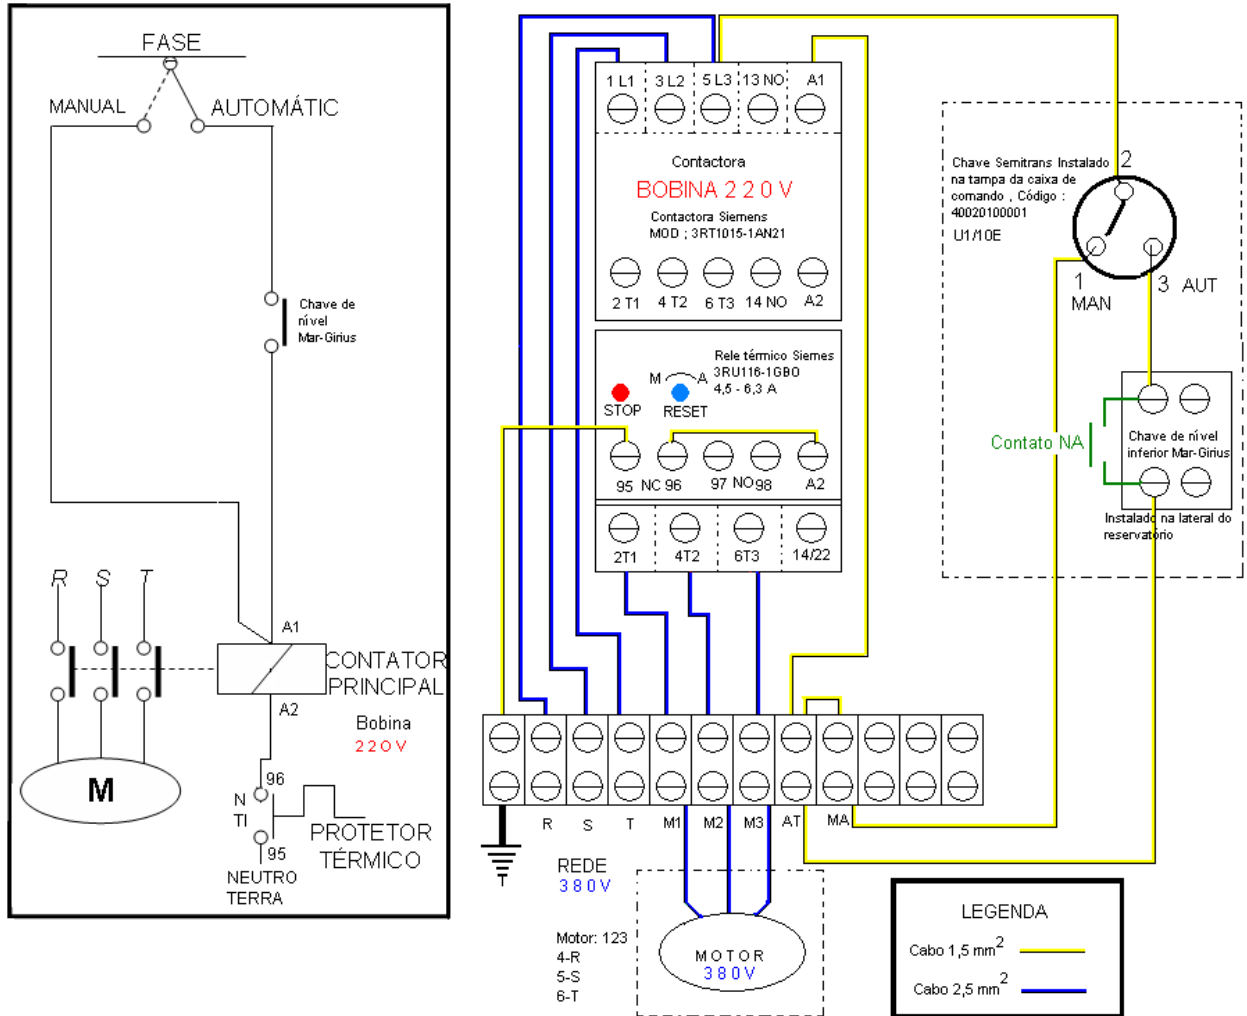 FASE
MANUAL
AUTOMÁTIC
Chave de
nível
Mar-Girius
R S T
A1
CONTATOR
PRINCIPAL
A2
Bobina
220V
96
N
TI
PROTETOR
TÉRMICO
95
NEUTRO
TERRA
1 L1 3 L2 5 L3 13 NO A1
Contactora
BOBINA 2 2 0 V
Contactora Siemens
MOD ; 3RT1015-1AN21
2 T1 4 T2 6 T3 14 NO A2
Rele térmico Siemes
3RU116-1GBO
4,5 - 6,3 A
M A
STOP RESET
95 NC 96 97 NO 98 A2
2T1 4T2 6T3 14/22
Chave Semitrans Instalado
na tampa da caixa de
comando , Código :
40020100001
U1/10E
2
1
MAN
3 AUT
Contato NA
Chave de nível
inferior Mar-Girius
Instalado na lateral do
reservatório
T
R S T M1 M2 M3 AT MA
REDE
380V
Motor: 123
4-R
5-S
6-T
MOTOR
380V
LEGENDA
Cabo 1,5 mm²
Cabo 2,5 mm²
M